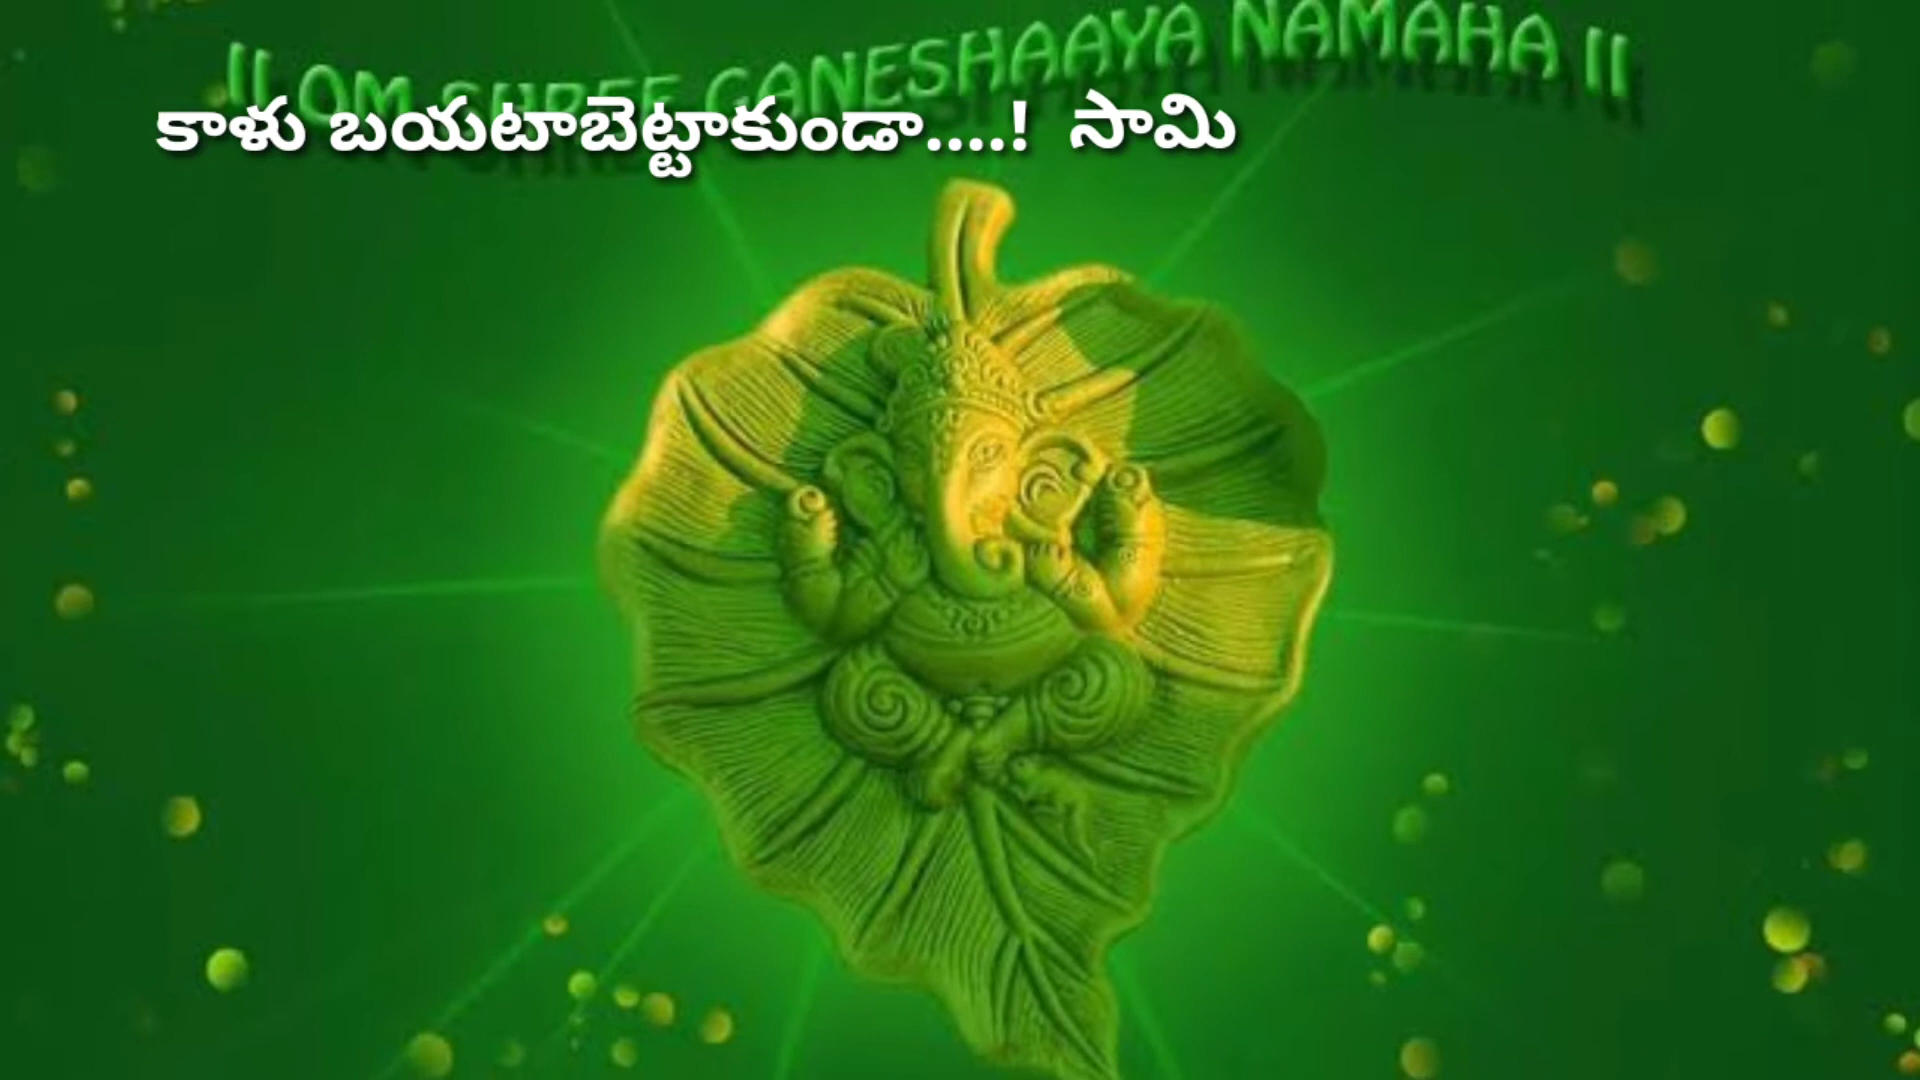 || OM SHREE GANESHAAYA NAMAHA ||
కాళు బయటాబెట్టాకుండా....! సామి